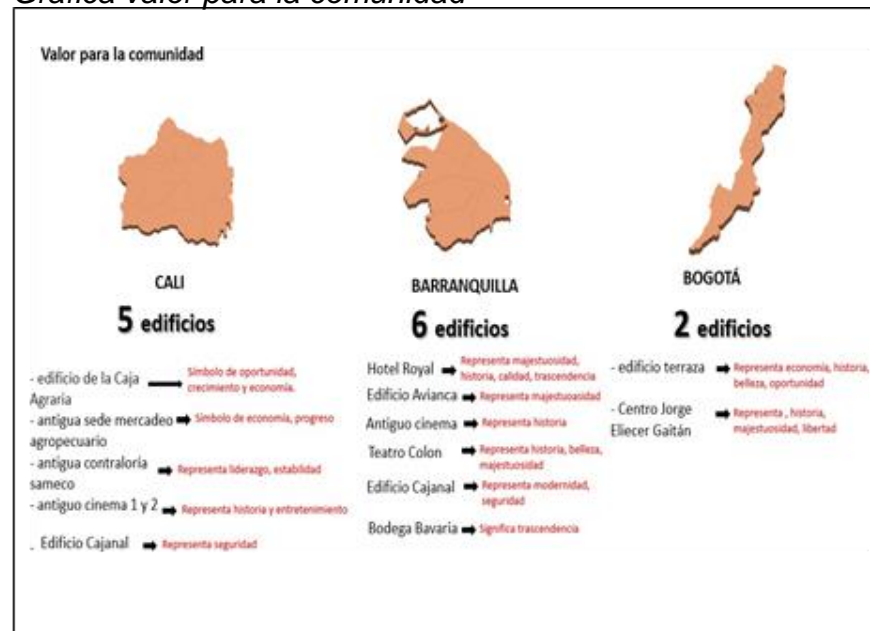 Gráfica valor para la comunidad
Valor para la comunidad
CALI
5 edificios
- edificio de la Caja
Agraria
Símbolo de oportunidad,
crecimiento y economía.
- antigua sede mercadeo
agropecuario
Símbolo de economía, progreso
- antigua contraloría
sameco
Representa liderazgo, estabilidad
- antiguo cinema 1 y 2
Representa historia y entretenimiento
. Edificio Cajanal
Representa seguridad
BARRANQUILLA
6 edificios
Hotel Royal
Representa majestuosidad,
historia, calidad, trascendencia
Edificio Avianca
Representa majestuoasidad
Antiguo cinema
Representa historia
Teatro Colon
Representa historia, belleza,
majestuosidad
Edificio Cajanal
Representa modernidad,
seguridad
Bodega Bavaria
Significa trascendencia
BOGOTÁ
2 edificios
- edificio terraza
Representa economía, historia,
belleza, oportunidad
- Centro Jorge
Eliecer Gaitán
Representa , historia,
majestuosidad, libertad